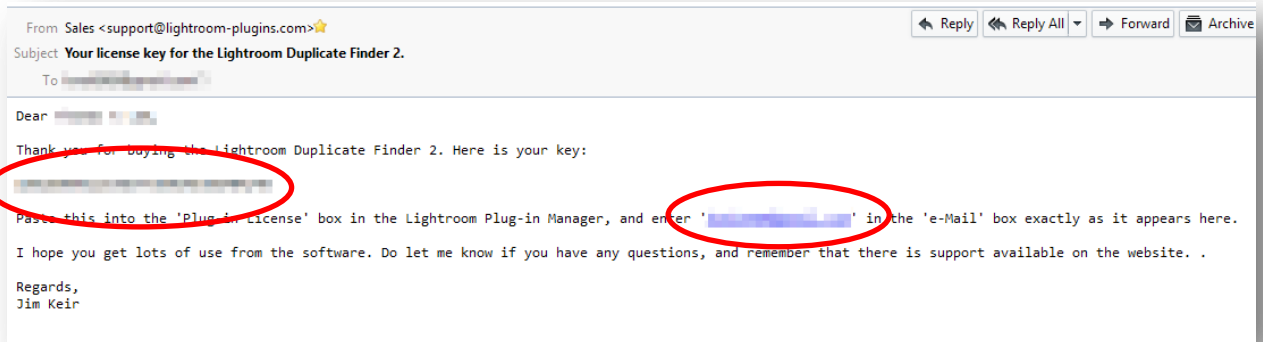 From Sales <support@lightroom-plugins.com>
Reply Reply All Forward Archive
Subject Your license key for the Lightroom Duplicate Finder 2.
To
Dear
Thank you for buying the Lightroom Duplicate Finder 2. Here is your key:
Paste this into the 'Plug-in License' box in the Lightroom Plug-in Manager, and enter '' in the 'e-Mail' box exactly as it appears here.
I hope you get lots of use from the software. Do let me know if you have any questions, and remember that there is support available on the website. .
Regards,
Jim Keir